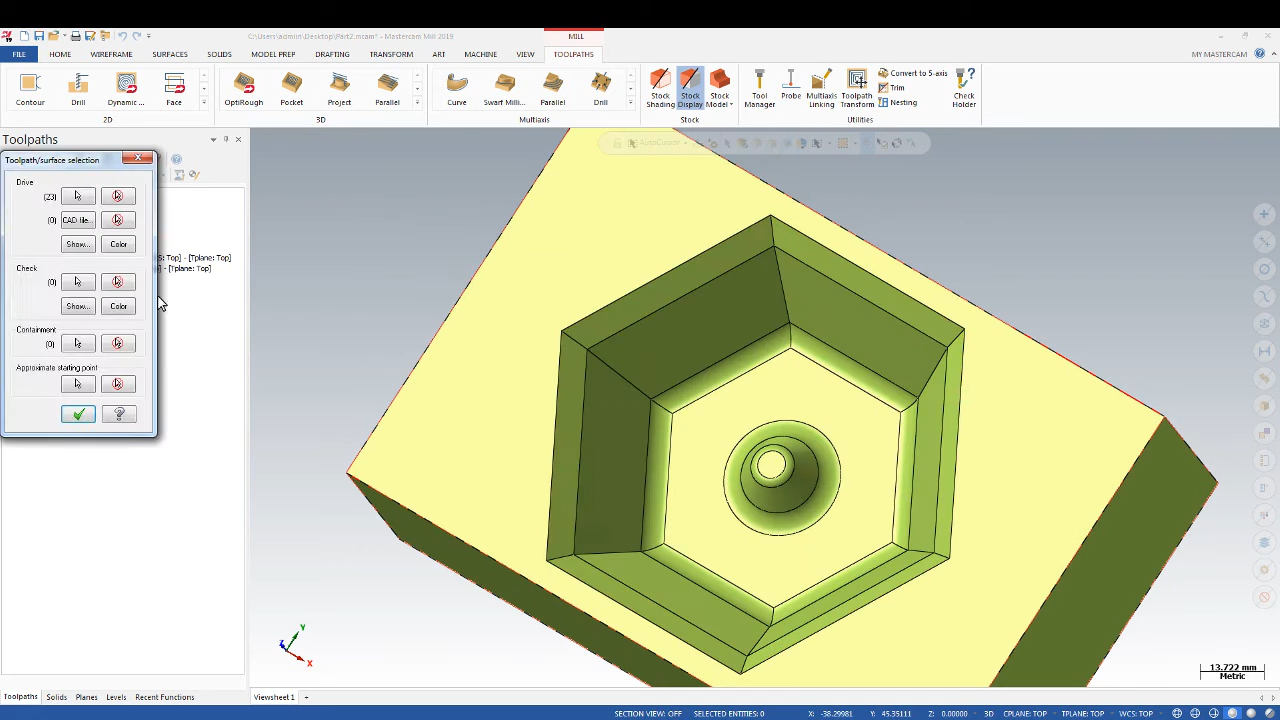 C:\Users\admin\Desktop\Part2.mcam* - Mastercam Mill 2019
MILL
FILE HOME WIREFRAME SURFACES SOLIDS MODEL PREP DRAFTING TRANSFORM ART MACHINE VIEW TOOLPATHS MY MASTERCAM
Contour Drill Dynamic ... Face OptiRough Pocket Project Parallel Curve Swarf Milli... Parallel Drill
Stock Shading Stock Display Stock Model Tool Manager Probe Multiaxis Linking Toolpath Transform Convert to 5-axis Trim Nesting Check Holder
2D 3D Multiaxis Stock Utilities
Toolpaths
AutoCursor
Toolpath/surface selection
Drive
(23)
(0) CAD file...
Show... Color
S: Top] - [Tplane: Top]
Check
- [Tplane: Top]
(0)
Show... Color
Containment
(0)
Approximate starting point
Y
Z
X
13.722 mm
Metric
Toolpaths Solids Planes Levels Recent Functions Viewsheet 1 +
SECTION VIEW: OFF SELECTED ENTITIES: 0 X: -38.29981 Y: 45.35111 Z: 0.00000 3D CPLANE: TOP TPLANE: TOP WCS: TOP